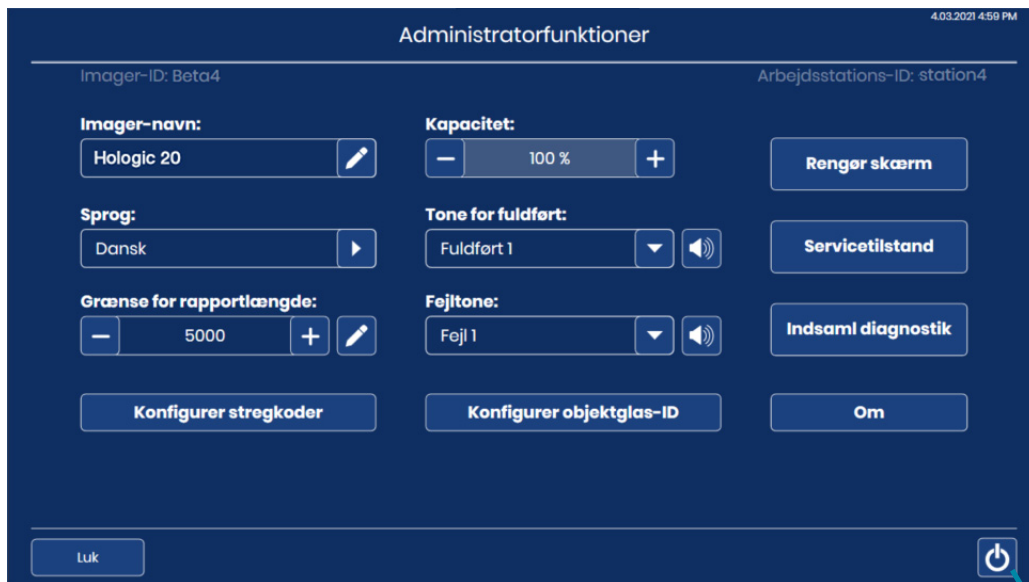 4.03.2021 4:59 PM
Administratorfunktioner
Imager-ID: Beta4
Arbejdsstations-ID: station4
Imager-navn:
Kapacitet:
Hologic 20
100 %
Rengør skærm
Sprog:
Tone for fuldført:
Dansk
Fuldført 1
Servicetilstand
Grænse for rapportlængde:
Fejltone:
5000
Fejl 1
Indsaml diagnostik
Konfigurer stregkoder
Konfigurer objektglas-ID
Om
Luk